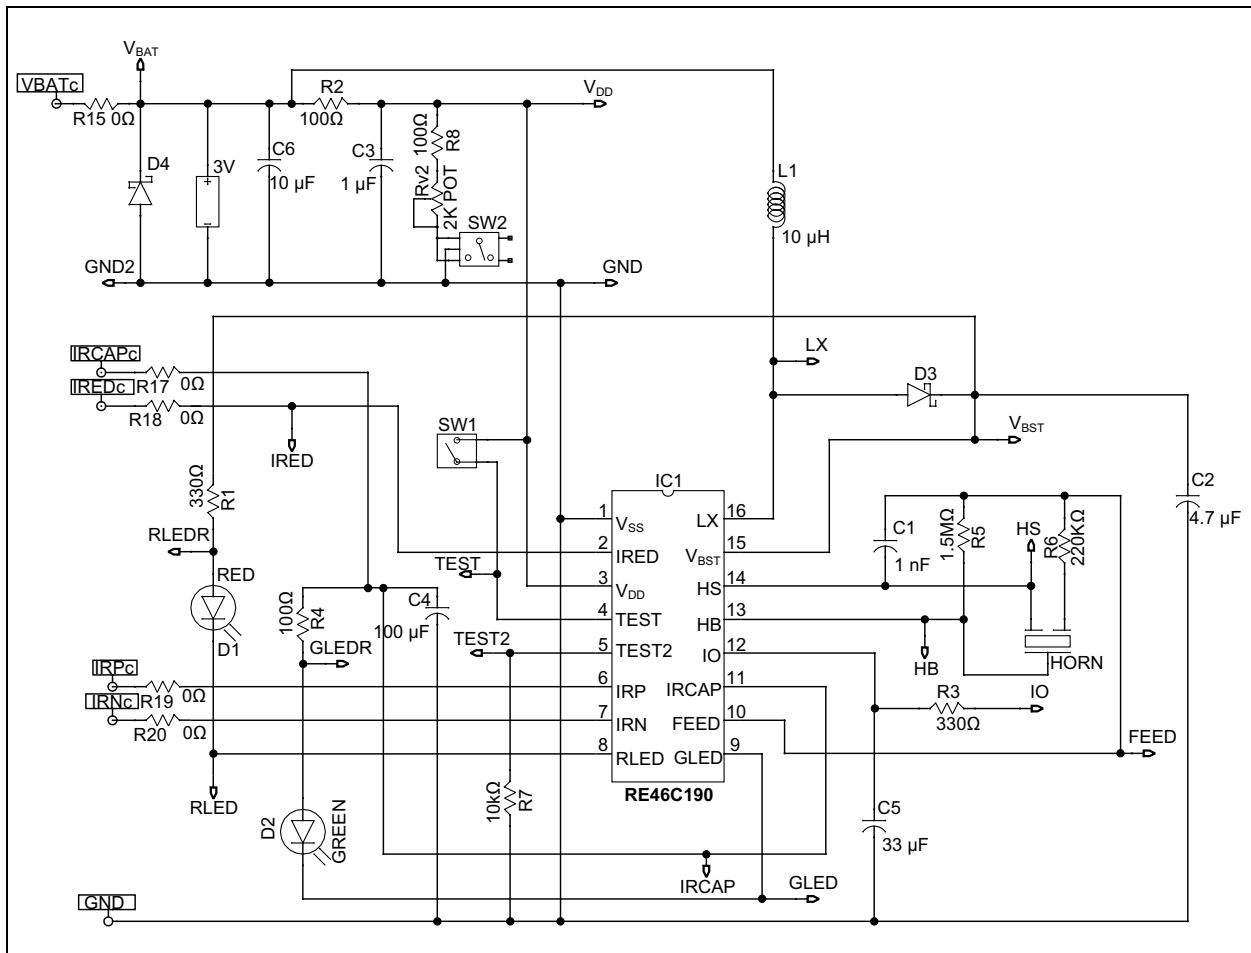 V_BAT
VBATc
R15 0Ω
R2
100Ω
V_DD
D4
3V
+
-
C6
10 µF
C3
1 µF
100Ω
R8
Rv2
2K POT
SW2
L1
10 µH
GND2
GND
IRCAPc
R17
0Ω
IREDc
R18
0Ω
IRED
LX
D3
V_BST
SW1
330Ω
R1
RLEDR
RED
D1
IC1
1
V_SS
2
IRED
3
V_DD
4
TEST
5
TEST2
6
IRP
7
IRN
8
RLED
LX
16
V_BST
15
HS
14
HB
13
IO
12
IRCAP
11
FEED
10
GLED
9
RE46C190
TEST
TEST2
100Ω
R4
C4
100 µF
GLEDR
C1
1 nF
1.5MΩ
R5
HS
R6
220KΩ
C2
4.7 µF
HB
HORN
IRPc
R19
0Ω
IRNc
R20
0Ω
R3
330Ω
IO
FEED
RLED
D2
GREEN
10kΩ
R7
C5
33 µF
IRCAP
GLED
GND